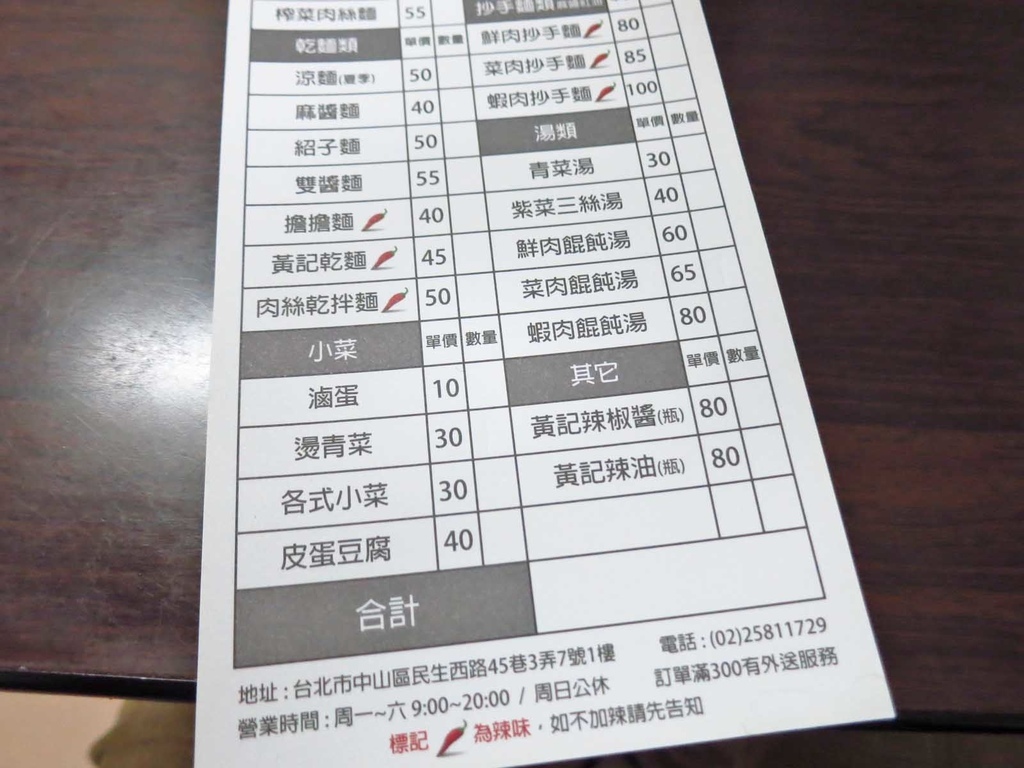 榨菜肉絲麵 55
乾麵類 單價 數量
涼麵(夏季) 50
麻醬麵 40
紹子麵 50
雙醬麵 55
擔擔麵 40
黃記乾麵 45
肉絲乾拌麵 50
小菜 單價 數量
滷蛋 10
燙青菜 30
各式小菜 30
皮蛋豆腐 40
抄手麵類
鮮肉抄手麵 80
菜肉抄手麵 85
蝦肉抄手麵 100
湯類 單價 數量
青菜湯 30
紫菜三絲湯 40
鮮肉餛飩湯 60
菜肉餛飩湯 65
蝦肉餛飩湯 80
其它 單價 數量
黃記辣椒醬(瓶) 80
黃記辣油(瓶) 80
合計
地址:台北市中山區民生西路45巷3弄7號1樓 電話:(02)25811729
營業時間:周一~六 9:00~20:00 / 周日公休 訂單滿300有外送服務
標記 為辣味,如不加辣請先告知